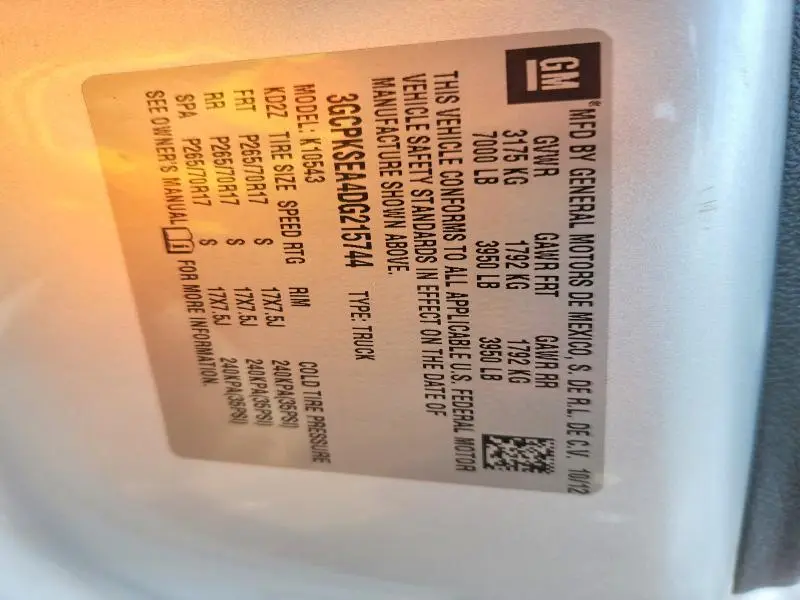 GM
® MFD BY GENERAL MOTORS DE MEXICO, S. DE R.L. DE C.V. 10/12
GVWR GAWR FRT GAWR RR
3175 KG 1792 KG 1792 KG
7000 LB 3950 LB 3950 LB
THIS VEHICLE CONFORMS TO ALL APPLICABLE U.S. FEDERAL MOTOR
VEHICLE SAFETY STANDARDS IN EFFECT ON THE DATE OF
MANUFACTURE SHOWN ABOVE.
3GCPKSEA4DG215744 TYPE: TRUCK
MODEL: K10543 COLD TIRE PRESSURE
KDZZ TIRE SIZE SPEED RTG RIM
FRT P265/70R17 S 17X7.5J 240KPA(35PSI)
RR P265/70R17 S 17X7.5J 240KPA(35PSI)
SPA P265/70R17 S 17X7.5J 240KPA(35PSI)
SEE OWNER'S MANUAL FOR MORE INFORMATION.